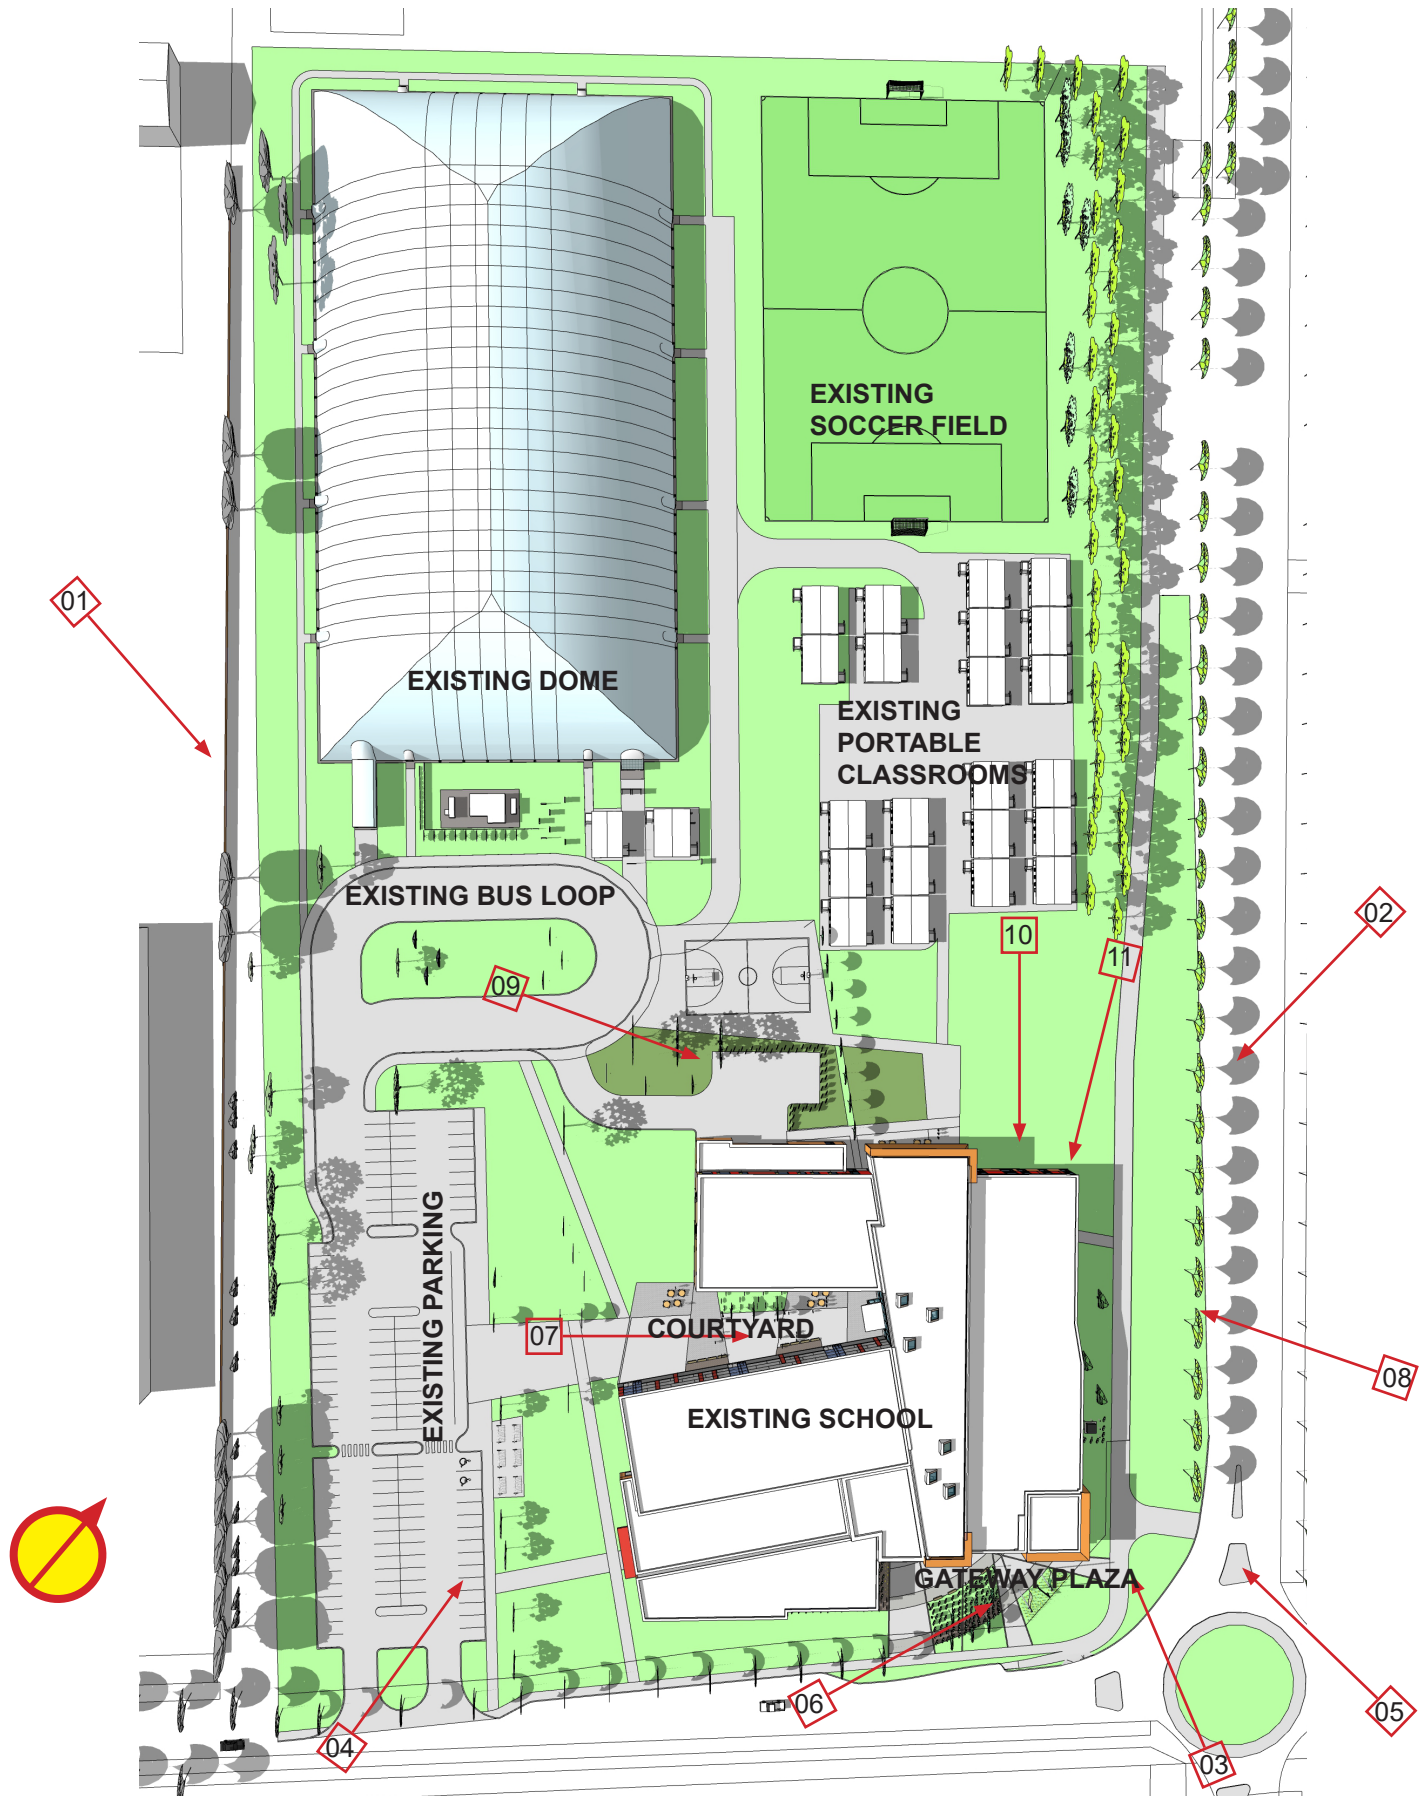 EXISTING
SOCCER FIELD
01
EXISTING DOME
EXISTING
PORTABLE
CLASSROOMS
EXISTING BUS LOOP
02
10
11
09
EXISTING PARKING
COURTYARD
07
08
EXISTING SCHOOL
GATEWAY PLAZA
06
05
04
03